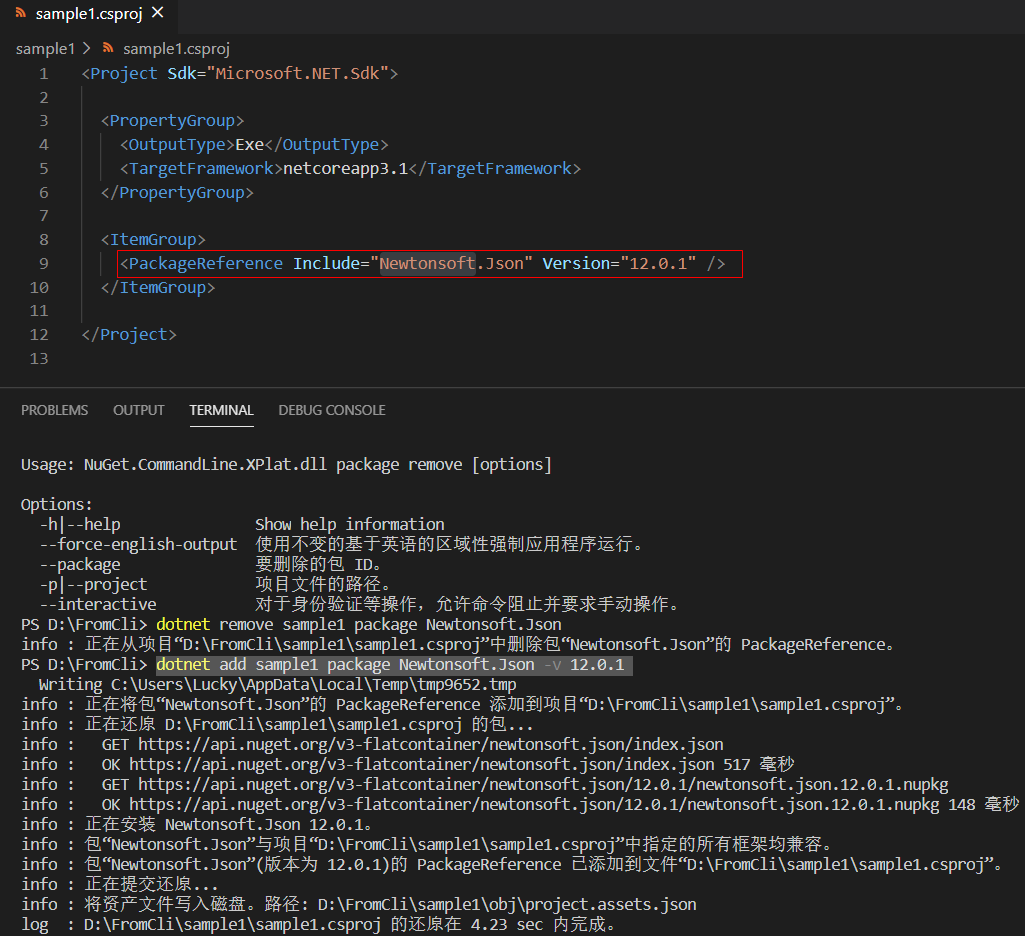 sample1.csproj ×
sample1 > sample1.csproj
1 <Project Sdk="Microsoft.NET.Sdk">
2
3 <PropertyGroup>
4 <OutputType>Exe</OutputType>
5 <TargetFramework>netcoreapp3.1</TargetFramework>
6 </PropertyGroup>
7
8 <ItemGroup>
9 <PackageReference Include="Newtonsoft.Json" Version="12.0.1" />
10 </ItemGroup>
11
12 </Project>
13
PROBLEMS OUTPUT TERMINAL DEBUG CONSOLE
Usage: NuGet.CommandLine.XPlat.dll package remove [options]
Options:
-h|--help Show help information
--force-english-output 使用不变的基于英语的区域性强制应用程序运行。
--package 要删除的包 ID。
-p|--project 项目文件的路径。
--interactive 对于身份验证等操作，允许命令阻止并要求手动操作。
PS D:\FromCli> dotnet remove sample1 package Newtonsoft.Json
info : 正在从项目“D:\FromCli\sample1\sample1.csproj”中删除包“Newtonsoft.Json”的 PackageReference。
PS D:\FromCli> dotnet add sample1 package Newtonsoft.Json -v 12.0.1
Writing C:\Users\Lucky\AppData\Local\Temp\tmp9652.tmp
info : 正在将包“Newtonsoft.Json”的 PackageReference 添加到项目“D:\FromCli\sample1\sample1.csproj”。
info : 正在还原 D:\FromCli\sample1\sample1.csproj 的包...
info : GET https://api.nuget.org/v3-flatcontainer/newtonsoft.json/index.json
info : OK https://api.nuget.org/v3-flatcontainer/newtonsoft.json/index.json 517 毫秒
info : GET https://api.nuget.org/v3-flatcontainer/newtonsoft.json/12.0.1/newtonsoft.json.12.0.1.nupkg
info : OK https://api.nuget.org/v3-flatcontainer/newtonsoft.json/12.0.1/newtonsoft.json.12.0.1.nupkg 148 毫秒
info : 正在安装 Newtonsoft.Json 12.0.1。
info : 包“Newtonsoft.Json”与项目“D:\FromCli\sample1\sample1.csproj”中指定的所有框架均兼容。
info : 包“Newtonsoft.Json”(版本为 12.0.1)的 PackageReference 已添加到文件“D:\FromCli\sample1\sample1.csproj”。
info : 正在提交还原...
info : 将资产文件写入磁盘。路径: D:\FromCli\sample1\obj\project.assets.json
log : D:\FromCli\sample1\sample1.csproj 的还原在 4.23 sec 内完成。